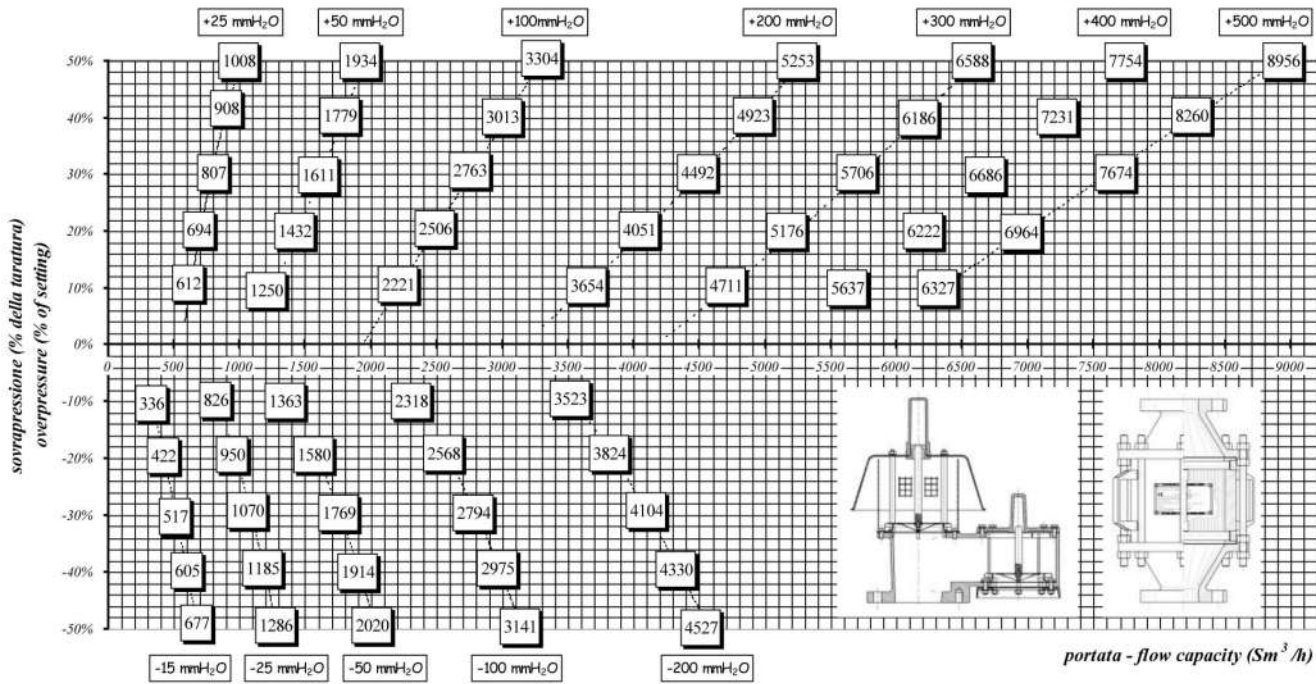 +25 mmH₂O +50 mmH₂O +100mmH₂O +200 mmH₂O +300 mmH₂O +400 mmH₂O +500 mmH₂O
50% 1008 1934 3304 5253 6588 7754 8956
40% 908 1779 3013 4923 6186 7231 8260
30% 807 1611 2763 4492 5706 6686 7674
20% 694 1432 2506 4051 5176 6222 6964
10% 612 1250 2221 3654 4711 5637 6327
0%
0 500 1000 1500 2000 2500 3000 3500 4000 4500 5000 5500 6000 6500 7000 7500 8000 8500 9000
-10% 336 826 1363 2318 3523
-20% 422 950 1580 2568 3824
-30% 517 1070 1769 2794 4104
-40% 605 1185 1914 2975 4330
-50% 677 1286 2020 3141 4527
-15 mmH₂O -25 mmH₂O -50 mmH₂O -100 mmH₂O -200 mmH₂O
sovrapressione (% della taratura)
overpressure (% of setting)
portata - flow capacity (Sm³/h)